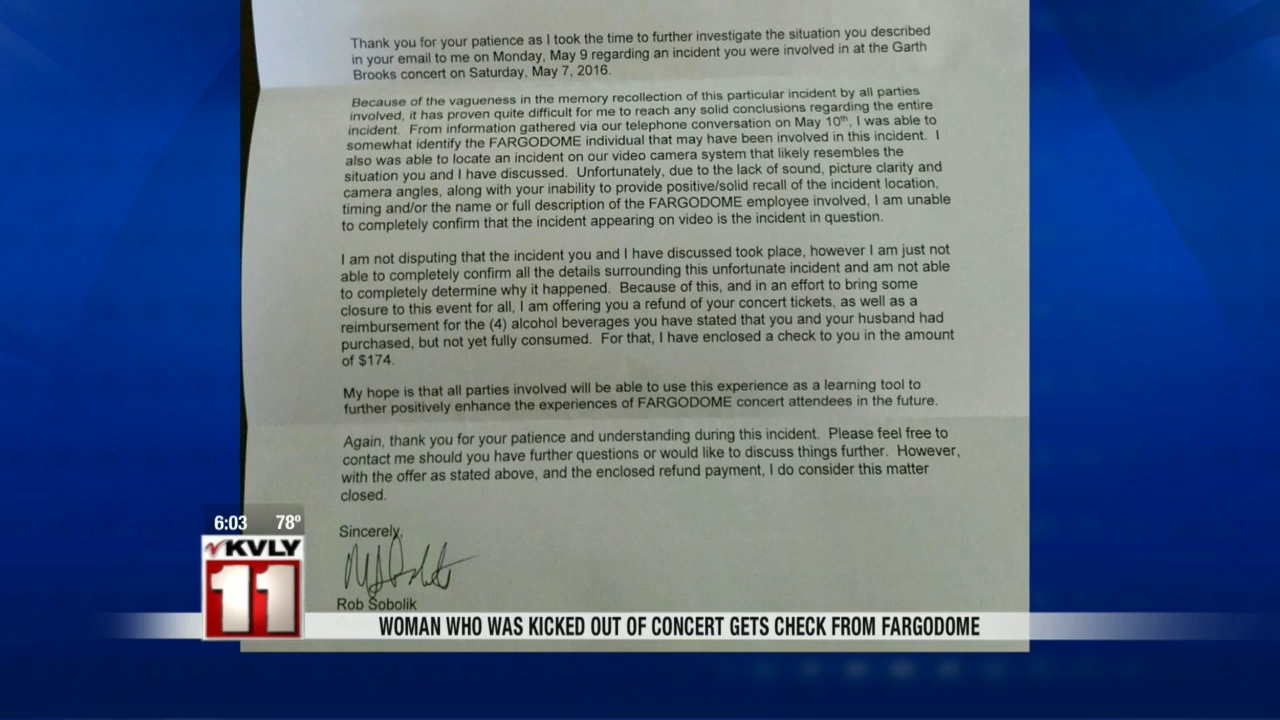 Thank you for your patience as I took the time to further investigate the situation you described
in your email to me on Monday, May 9 regarding an incident you were involved in at the Garth
Brooks concert on Saturday, May 7, 2016.
Because of the vagueness in the memory recollection of this particular incident by all parties
involved, it has proven quite difficult for me to reach any solid conclusions regarding the entire
incident. From information gathered via our telephone conversation on May 10th, I was able to
somewhat identify the FARGODOME individual that may have been involved in this incident. I
also was able to locate an incident on our video camera system that likely resembles the
situation you and I have discussed. Unfortunately, due to the lack of sound, picture clarity and
camera angles, along with your inability to provide positive/solid recall of the incident location,
timing and/or the name or full description of the FARGODOME employee involved, I am unable
to completely confirm that the incident appearing on video is the incident in question.
I am not disputing that the incident you and I have discussed took place, however I am just not
able to completely confirm all the details surrounding this unfortunate incident and am not able
to completely determine why it happened. Because of this, and in an effort to bring some
closure to this event for all, I am offering you a refund of your concert tickets, as well as a
reimbursement for the (4) alcohol beverages you have stated that you and your husband had
purchased, but not yet fully consumed. For that, I have enclosed a check to you in the amount
of $174.
My hope is that all parties involved will be able to use this experience as a learning tool to
further positively enhance the experiences of FARGODOME concert attendees in the future.
Again, thank you for your patience and understanding during this incident. Please feel free to
contact me should you have further questions or would like to discuss things further. However,
with the offer as stated above, and the enclosed refund payment, I do consider this matter
closed.
Sincerely,
Rob Sobolik
6:03 78º
KVLY
11
WOMAN WHO WAS KICKED OUT OF CONCERT GETS CHECK FROM FARGODOME